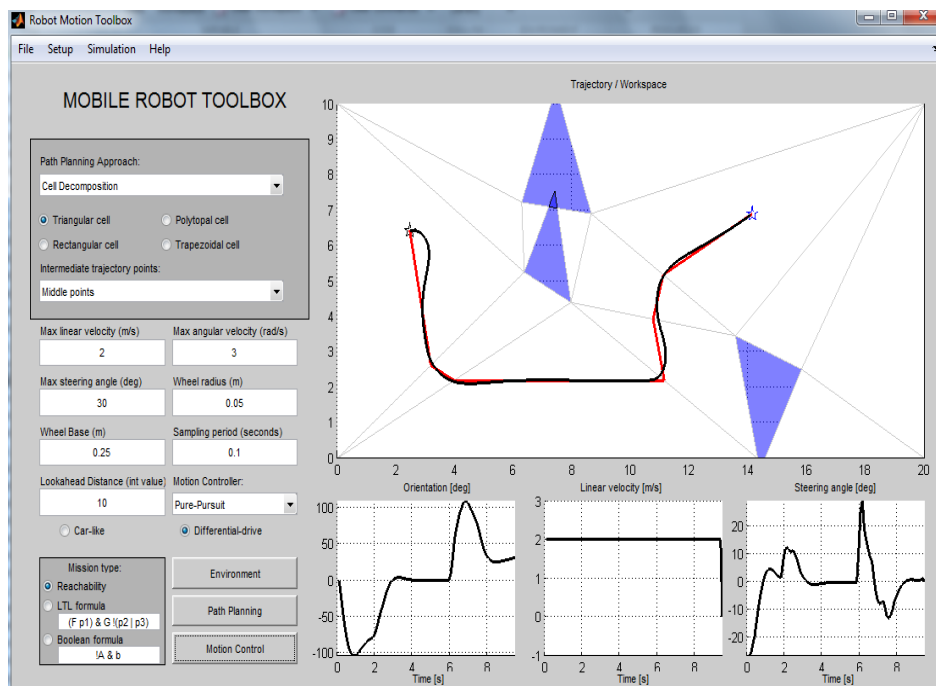 Robot Motion Toolbox
File Setup Simulation Help
MOBILE ROBOT TOOLBOX
Path Planning Approach:
Cell Decomposition
Triangular cell Polytopal cell
Rectangular cell Trapezoidal cell
Intermediate trajectory points:
Middle points
Max linear velocity (m/s) Max angular velocity (rad/s)
2 3
Max steering angle (deg) Wheel radius (m)
30 0.05
Wheel Base (m) Sampling period (seconds)
0.25 0.1
Lookahead Distance (int value) Motion Controller:
10 Pure-Pursuit
Car-like Differential-drive
Mission type:
Reachability
LTL formula
(F p1) & G !(p2 | p3)
Boolean formula
!A & b
Environment
Path Planning
Motion Control
Trajectory / Workspace
10
9
8
7
6
5
4
3
2
1
0
0 2 4 6 8 10 12 14 16 18 20
Orientation [deg]
100
50
0
-50
-100
0 2 4 6 8
Time [s]
Linear velocity [m/s]
3
2
1
0
-1
0 2 4 6 8
Time [s]
Steering angle [deg]
20
10
0
-10
-20
0 2 4 6 8
Time [s]